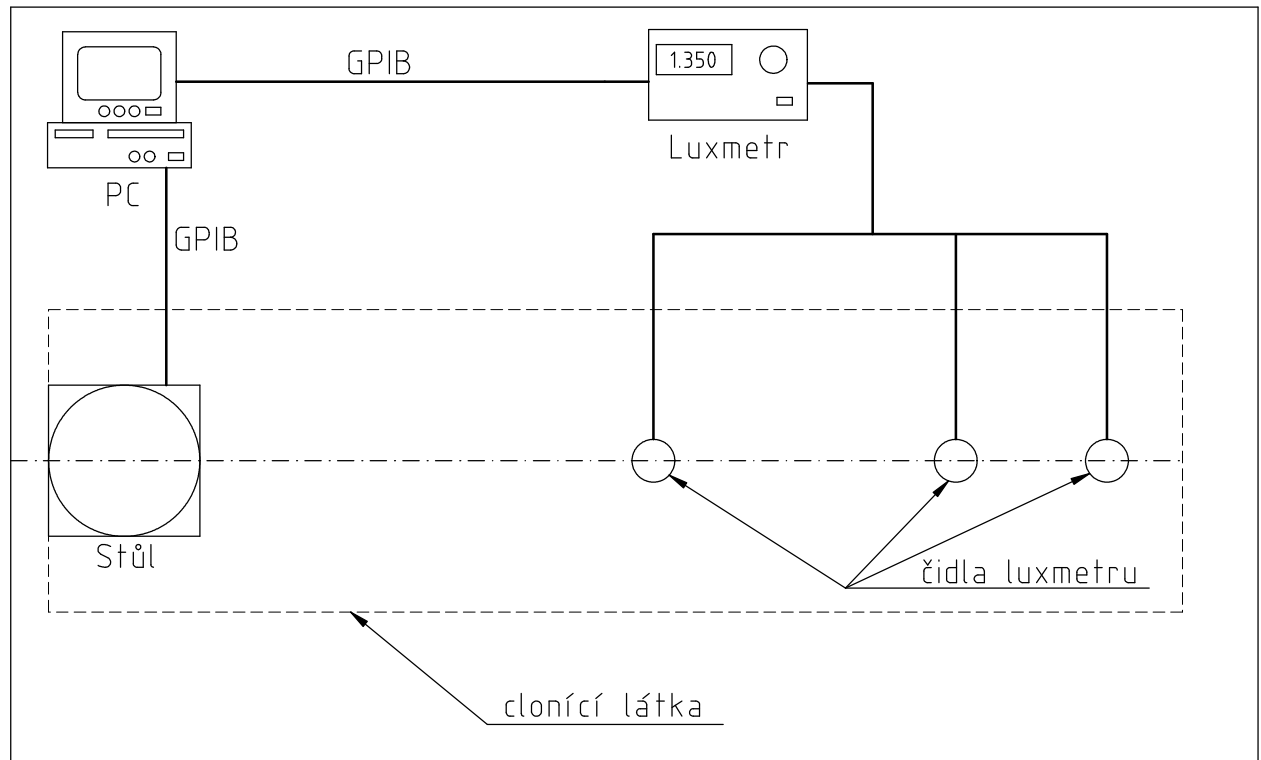 GPIB
1.350
Luxmetr
PC
GPIB
Stůl
čidla luxmetru
clonící látka